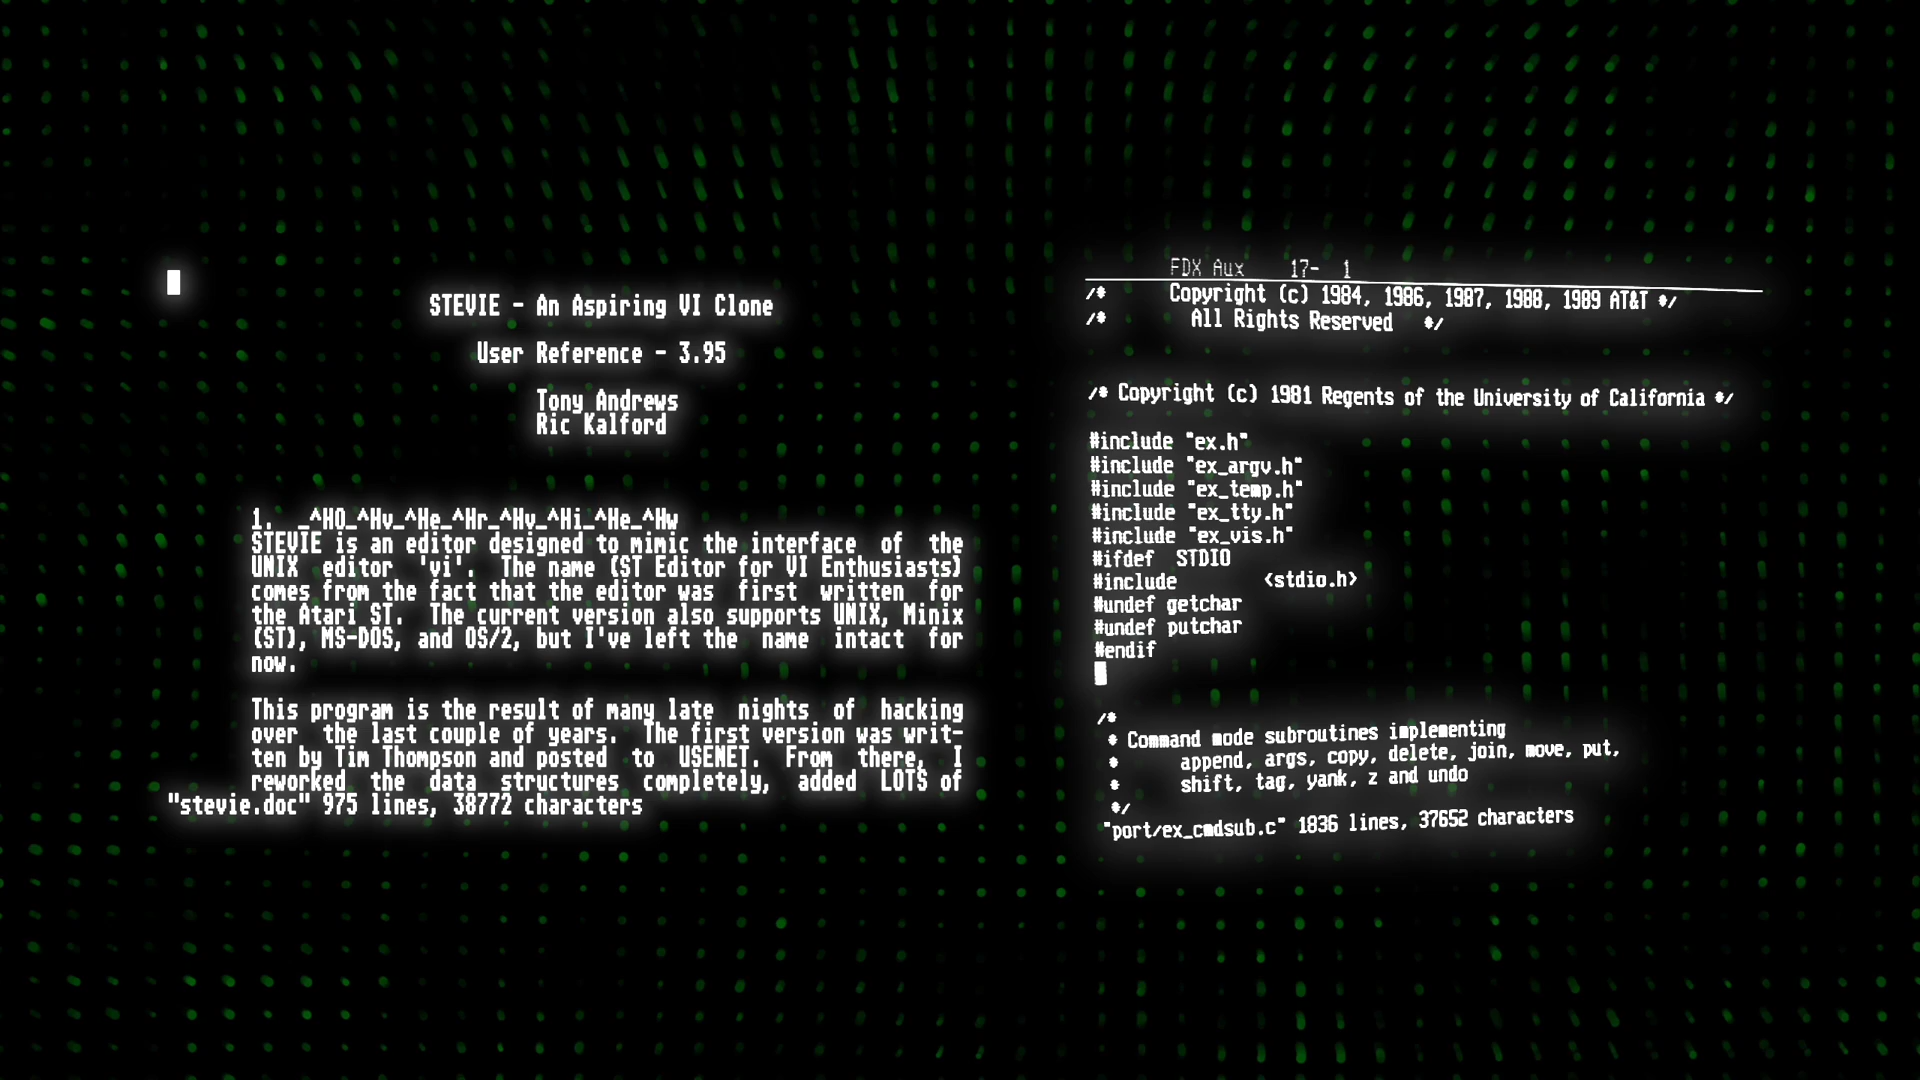 STEVIE - An Aspiring VI Clone
User Reference - 3.95
Tony Andrews
Ric Kalford
1. _^HO_^Hv_^He_^Hr_^Hv_^Hi_^He_^Hw
STEVIE is an editor designed to mimic the interface of the
UNIX editor 'vi'. The name (ST Editor for VI Enthusiasts)
comes from the fact that the editor was first written for
the Atari ST. The current version also supports UNIX, Minix
(ST), MS-DOS, and OS/2, but I've left the name intact for
now.
This program is the result of many late nights of hacking
over the last couple of years. The first version was writ-
ten by Tim Thompson and posted to USENET. From there, I
reworked the data structures completely, added LOTS of
"stevie.doc" 975 lines, 38772 characters
FDX Aux 17- 1
/* Copyright (c) 1984, 1986, 1987, 1988, 1989 AT&T */
/* All Rights Reserved */
/* Copyright (c) 1981 Regents of the University of California */
#include "ex.h"
#include "ex_argv.h"
#include "ex_temp.h"
#include "ex_tty.h"
#include "ex_vis.h"
#ifdef STDIO
#include <stdio.h>
#undef getchar
#undef putchar
#endif
/*
* Command mode subroutines implementing
* append, args, copy, delete, join, move, put,
* shift, tag, yank, z and undo
*/
"port/ex_cmdsub.c" 1836 lines, 37652 characters